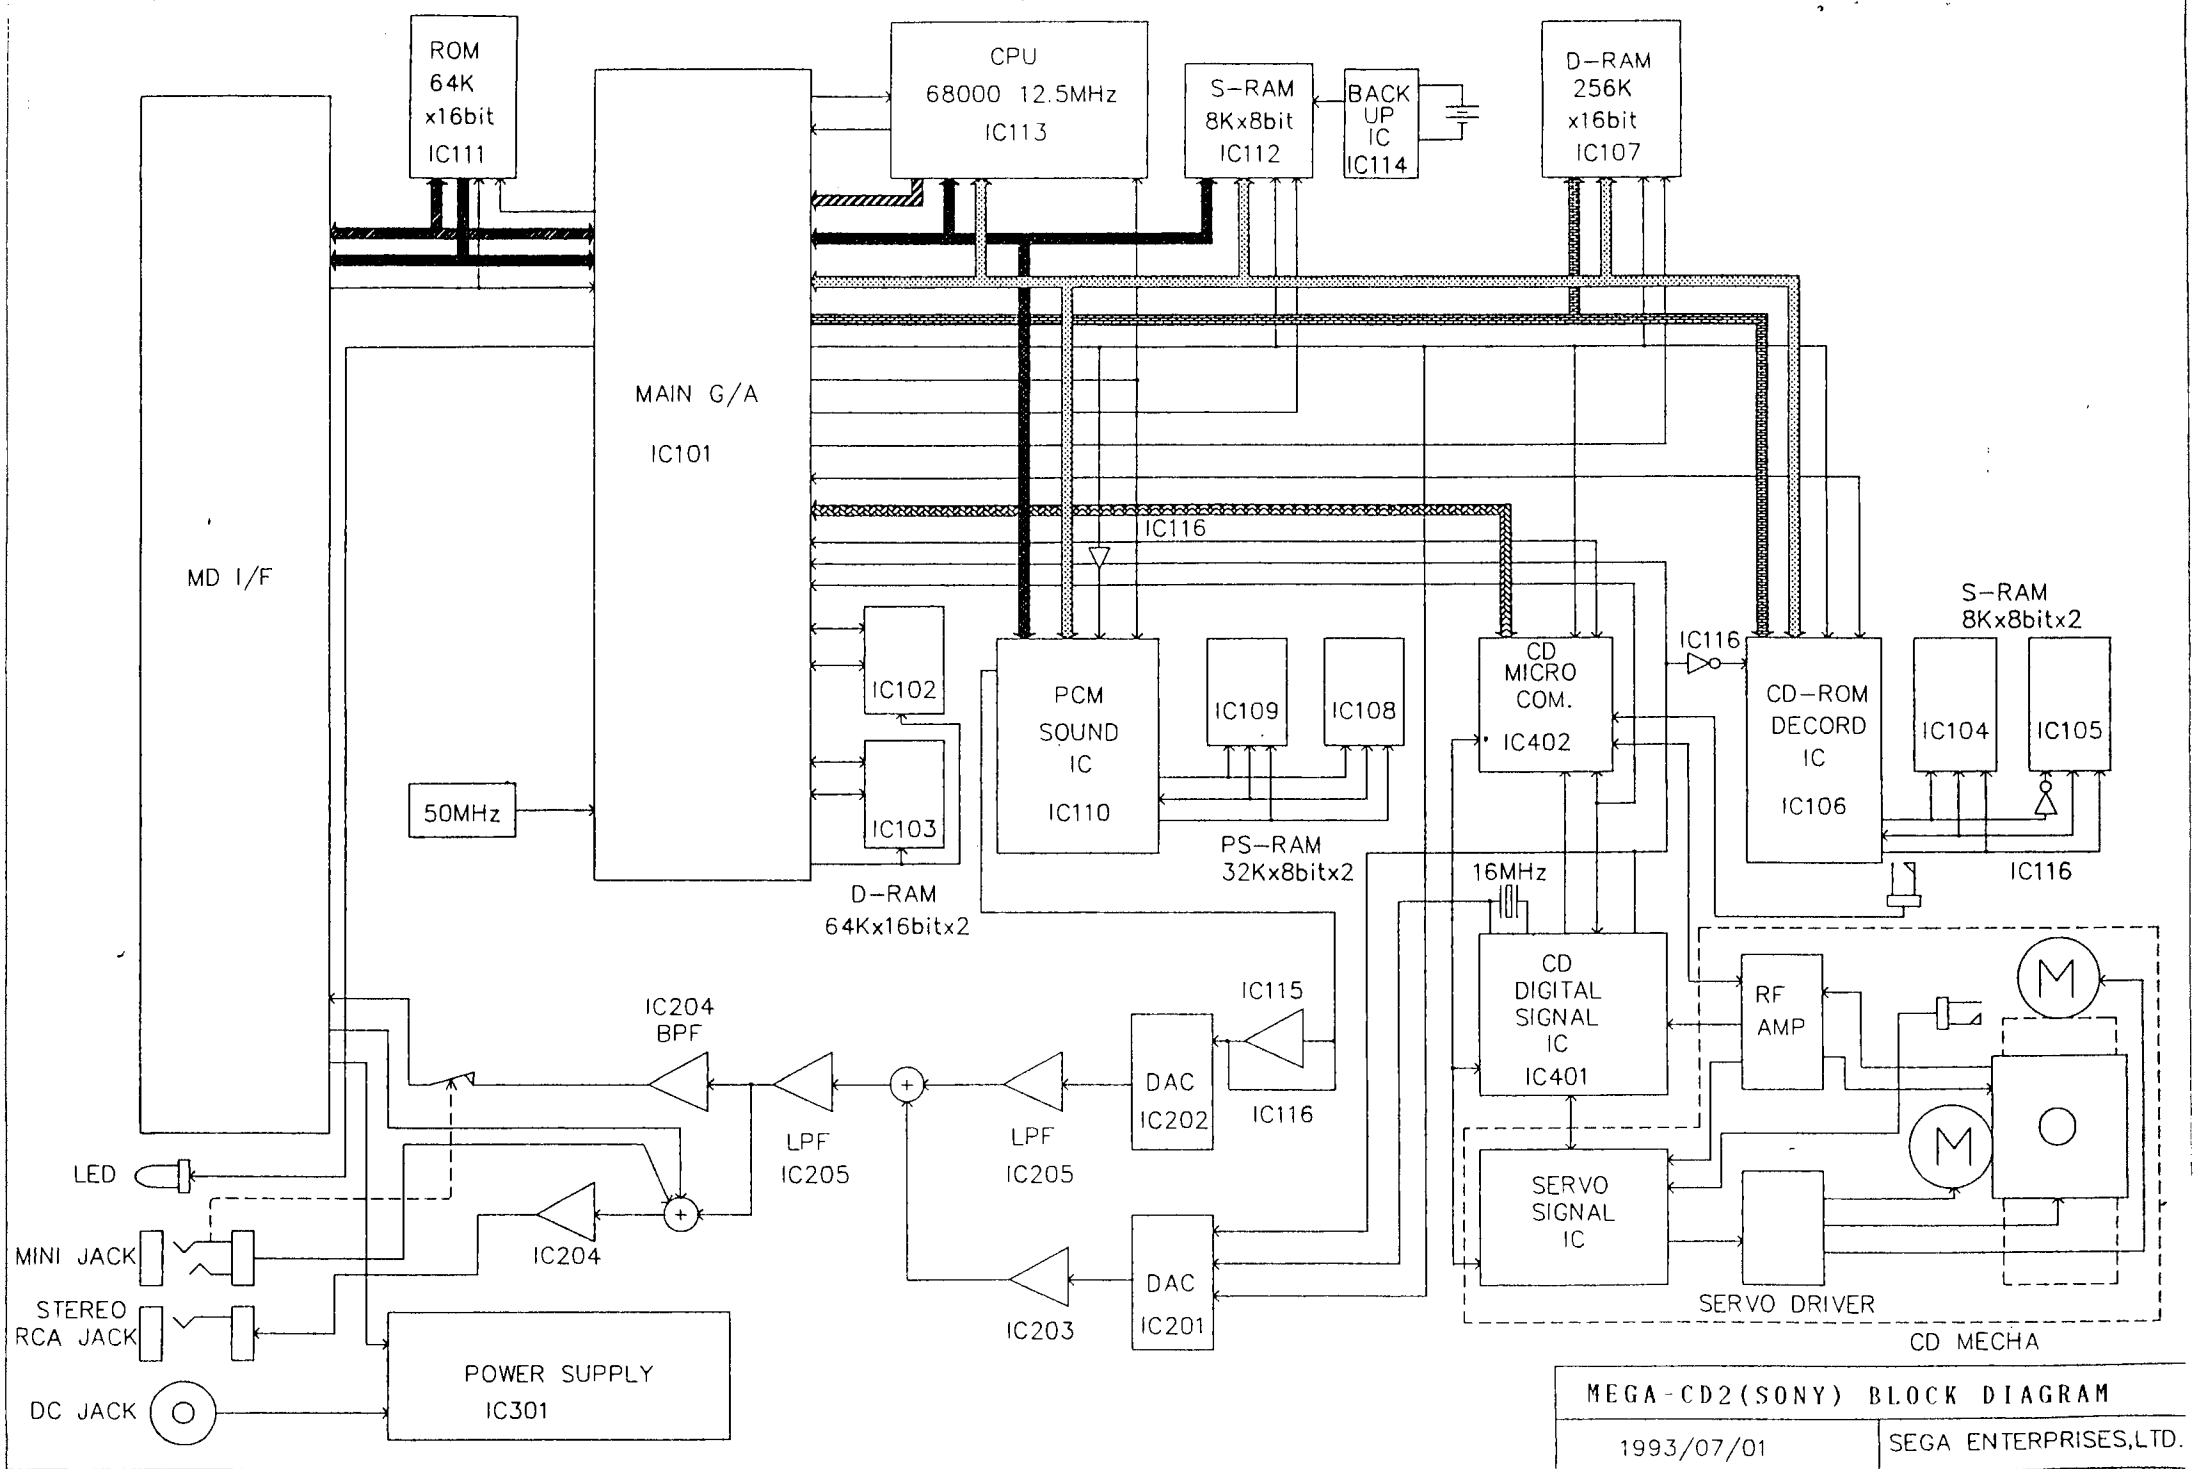 ROM
64K
x16bit
IC111
MAIN G/A
IC101
CPU
68000 12.5MHz
IC113
S-RAM
8Kx8bit
IC112
BACK
UP
IC
IC114
D-RAM
256K
x16bit
IC107
MD I/F
IC116
IC102
IC103
D-RAM
64Kx16bitx2
50MHz
PCM
SOUND
IC
IC110
IC109
IC108
PS-RAM
32Kx8bitx2
CD
MICRO
COM.
IC402
IC116
CD-ROM
DECORD
IC
IC106
S-RAM
8Kx8bitx2
IC104
IC105
IC116
16MHz
CD
DIGITAL
SIGNAL
IC
IC401
RF
AMP
M
M
SERVO
SIGNAL
IC
SERVO DRIVER
CD MECHA
IC204
BPF
LPF
IC205
+
LPF
IC205
DAC
IC202
IC115
IC116
DAC
IC201
IC203
+
IC204
LED
MINI JACK
STEREO
RCA JACK
DC JACK
POWER SUPPLY
IC301
MEGA-CD2(SONY) BLOCK DIAGRAM
1993/07/01
SEGA ENTERPRISES,LTD.